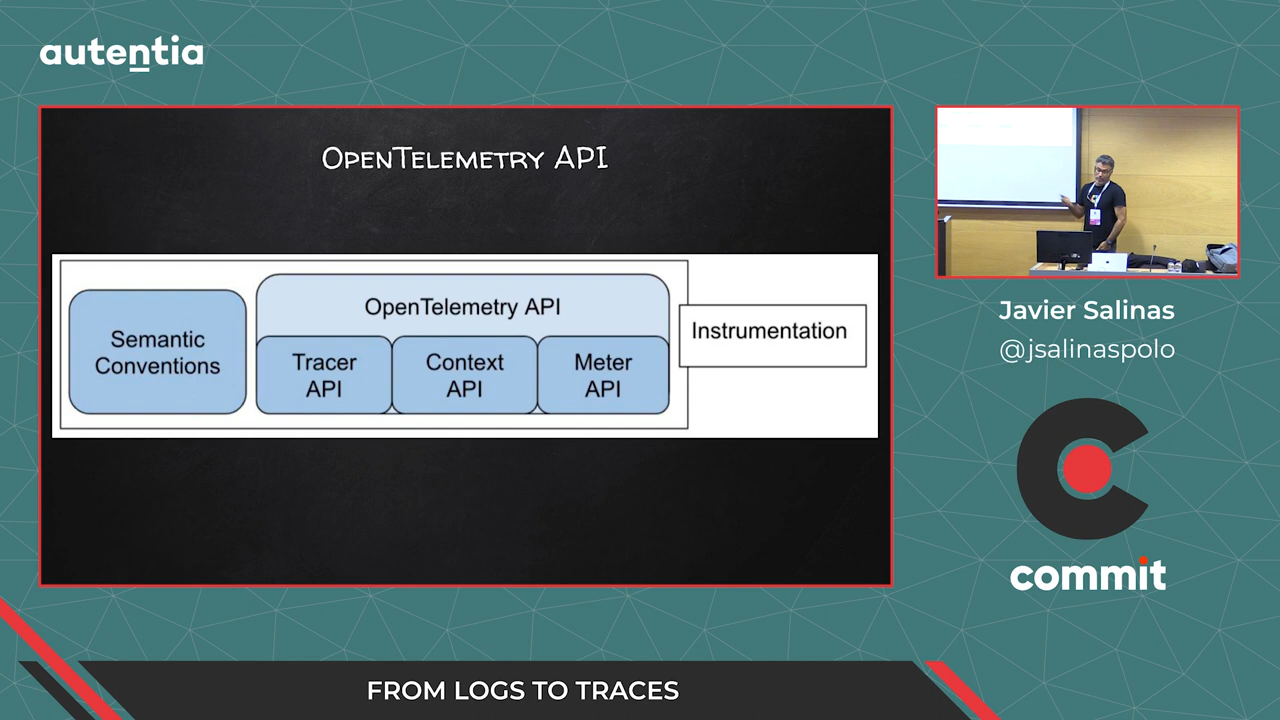 autentia
OpenTelemetry API
Semantic
Conventions
OpenTelemetry API
Tracer
API
Context
API
Meter
API
Instrumentation
Javier Salinas
@jsalinaspolo
commit
FROM LOGS TO TRACES